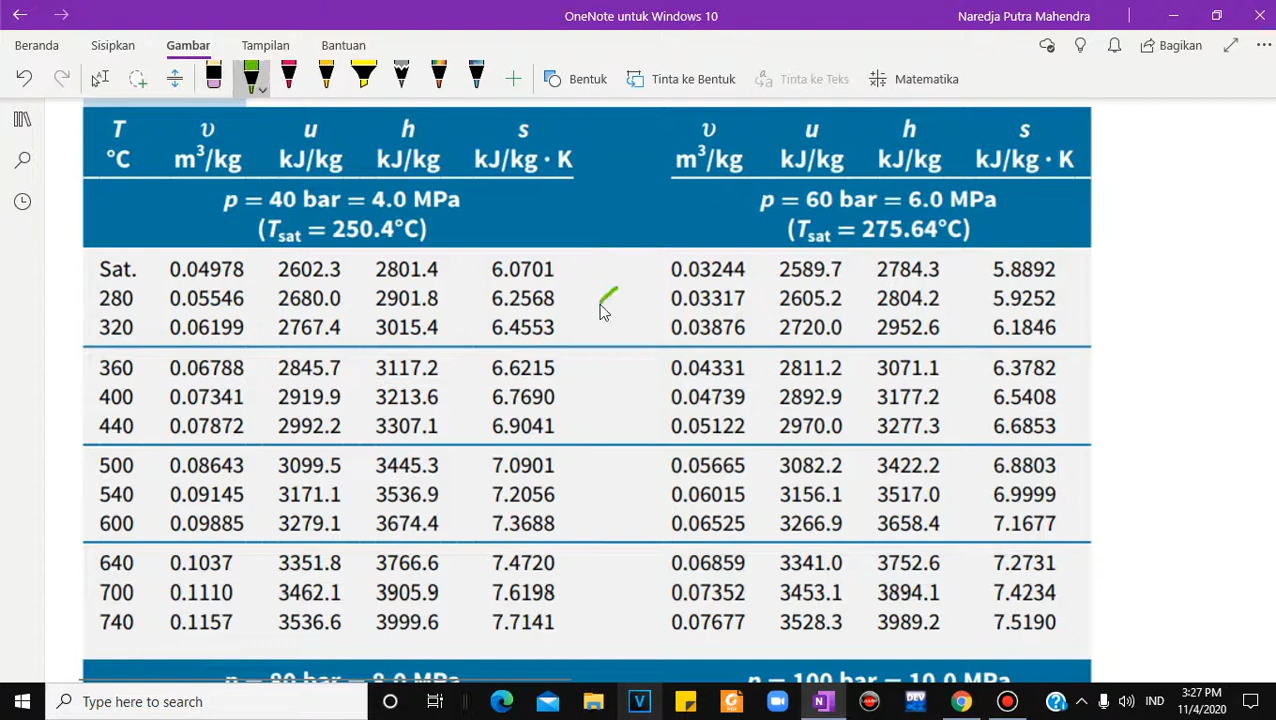 OneNote untuk Windows 10
Naredja Putra Mahendra
Beranda Sisipkan Gambar Tampilan Bantuan
Bagikan
Bentuk Tinta ke Bentuk Tinta ke Teks Matematika
T υ u h s υ u h s
°C m³/kg kJ/kg kJ/kg kJ/kg · K m³/kg kJ/kg kJ/kg kJ/kg · K
p = 40 bar = 4.0 MPa p = 60 bar = 6.0 MPa
(Tsat = 250.4°C) (Tsat = 275.64°C)
Sat. 0.04978 2602.3 2801.4 6.0701 0.03244 2589.7 2784.3 5.8892
280 0.05546 2680.0 2901.8 6.2568 0.03317 2605.2 2804.2 5.9252
320 0.06199 2767.4 3015.4 6.4553 0.03876 2720.0 2952.6 6.1846
360 0.06788 2845.7 3117.2 6.6215 0.04331 2811.2 3071.1 6.3782
400 0.07341 2919.9 3213.6 6.7690 0.04739 2892.9 3177.2 6.5408
440 0.07872 2992.2 3307.1 6.9041 0.05122 2970.0 3277.3 6.6853
500 0.08643 3099.5 3445.3 7.0901 0.05665 3082.2 3422.2 6.8803
540 0.09145 3171.1 3536.9 7.2056 0.06015 3156.1 3517.0 6.9999
600 0.09885 3279.1 3674.4 7.3688 0.06525 3266.9 3658.4 7.1677
640 0.1037 3351.8 3766.6 7.4720 0.06859 3341.0 3752.6 7.2731
700 0.1110 3462.1 3905.9 7.6198 0.07352 3453.1 3894.1 7.4234
740 0.1157 3536.6 3999.6 7.7141 0.07677 3528.3 3989.2 7.5190
p = 80 bar = 8.0 MPa p = 100 bar = 10.0 MPa
Type here to search
IND
3:27 PM
11/4/2020